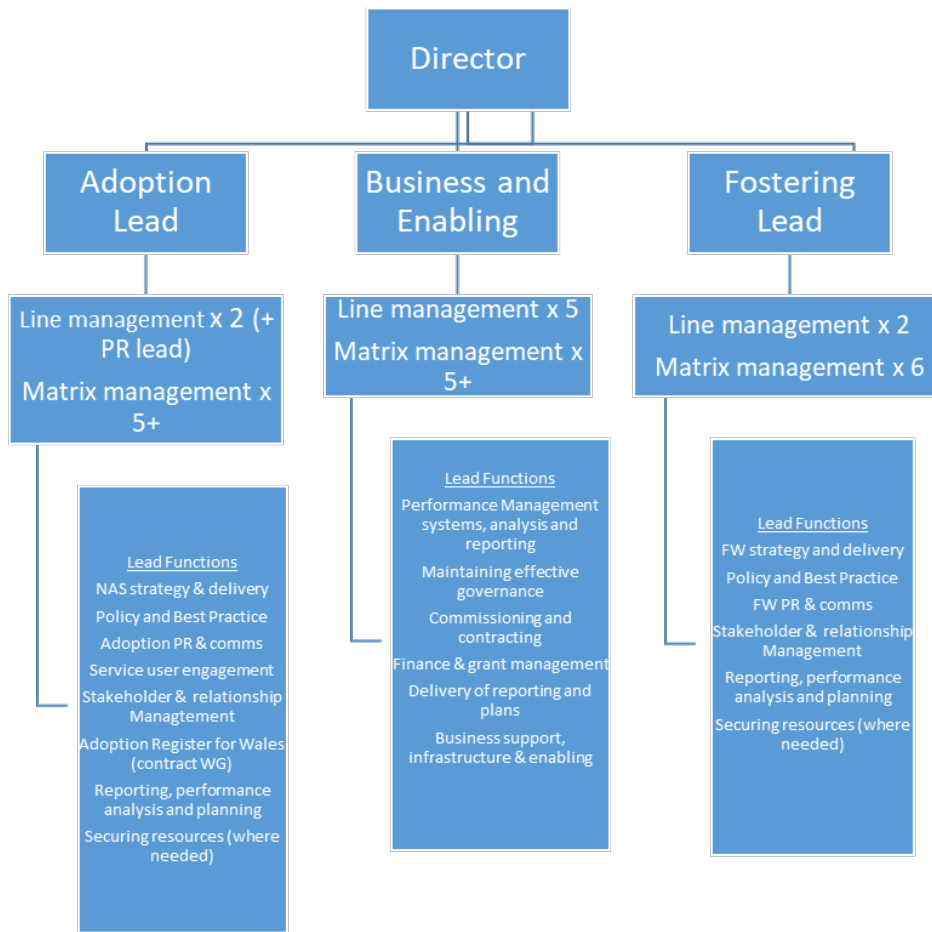 Director
Adoption
Lead
Business and
Enabling
Fostering
Lead
Line management x 2 (+
PR lead)
Matrix management x
5+
Line management x 5
Matrix management x
5+
Line management x 2
Matrix management x 6
Lead Functions
NAS strategy & delivery
Policy and Best Practice
Adoption PR & comms
Service user engagement
Stakeholder & relationship
Managtement
Adoption Register for Wales
(contract WG)
Reporting, performance
analysis and planning
Securing resources (where
needed)
Lead Functions
Performance Management
systems, analysis and
reporting
Maintaining effective
governance
Commissioning and
contracting
Finance & grant management
Delivery of reporting and
plans
Business support,
infrastructure & enabling
Lead Functions
FW strategy and delivery
Policy and Best Practice
FW PR & comms
Stakeholder & relationship
Management
Reporting, performance
analysis and planning
Securing resources (where
needed)